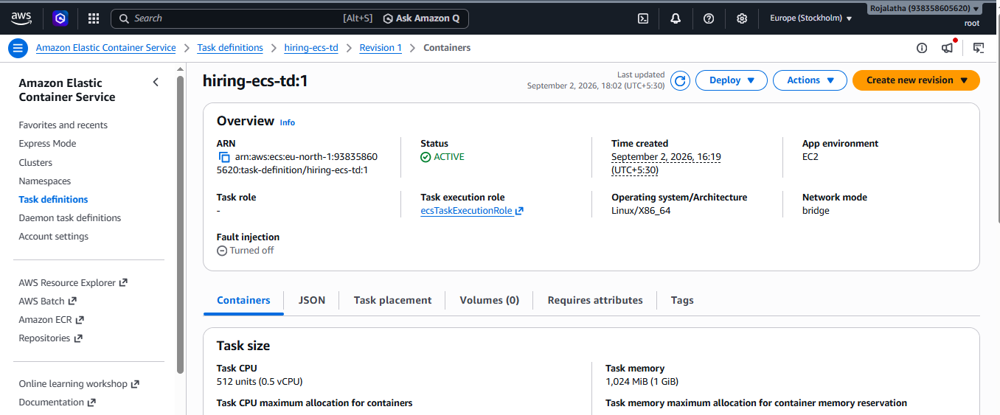 aws
Search [Alt+S] Ask Amazon Q
Europe (Stockholm)
Rojalatha (938358605620)
root
Amazon Elastic Container Service
Task definitions
hiring-ecs-td
Revision 1
Containers
Amazon Elastic
Container Service
Favorites and recents
Express Mode
Clusters
Namespaces
Task definitions
Daemon task definitions
Account settings
AWS Resource Explorer
AWS Batch
Amazon ECR
Repositories
Online learning workshop
Documentation
hiring-ecs-td:1
Last updated
September 2, 2026, 18:02 (UTC+5:30)
Deploy
Actions
Create new revision
Overview Info
ARN
arn:aws:ecs:eu-north-1:93835860
5620:task-definition/hiring-ecs-td:1
Status
ACTIVE
Time created
September 2, 2026, 16:19
(UTC+5:30)
App environment
EC2
Task role
-
Task execution role
ecsTaskExecutionRole
Operating system/Architecture
Linux/X86_64
Network mode
bridge
Fault injection
Turned off
Containers
JSON
Task placement
Volumes (0)
Requires attributes
Tags
Task size
Task CPU
512 units (0.5 vCPU)
Task memory
1,024 MiB (1 GiB)
Task CPU maximum allocation for containers
Task memory maximum allocation for container memory reservation